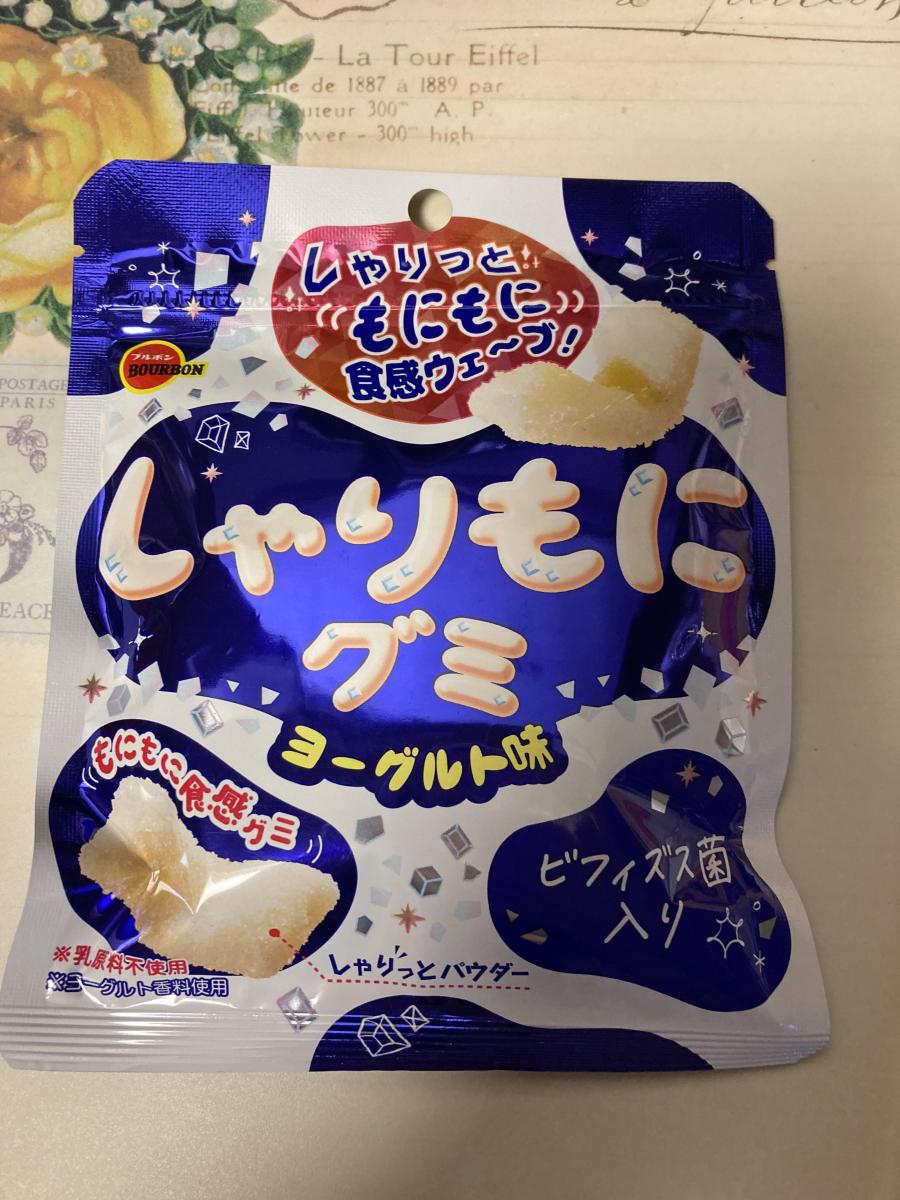 - La Tour Eiffel
de 1887 à 1889 par
300m A. P.
- 300m high
POSTAGE
PARIS
しゃりっと
もにもに
食感ウェ〜ブ!
ブルボン
BOURBON
しゃりもに
グミ
ヨーグルト味
もにもに食感グミ
ビフィズス菌
入り
※乳原料不使用
※ヨーグルト香料使用
しゃりっとパウダー